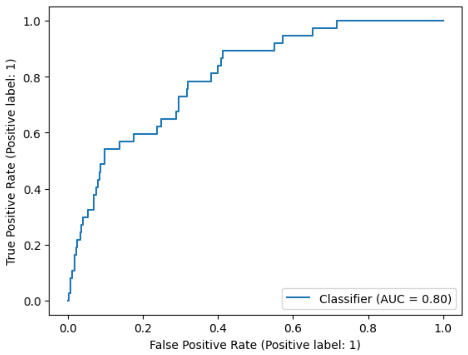 1.0
0.8
0.6
0.4
0.2
0.0
True Positive Rate (Positive label: 1)
Classifier (AUC = 0.80)
0.0 0.2 0.4 0.6 0.8 1.0
False Positive Rate (Positive label: 1)